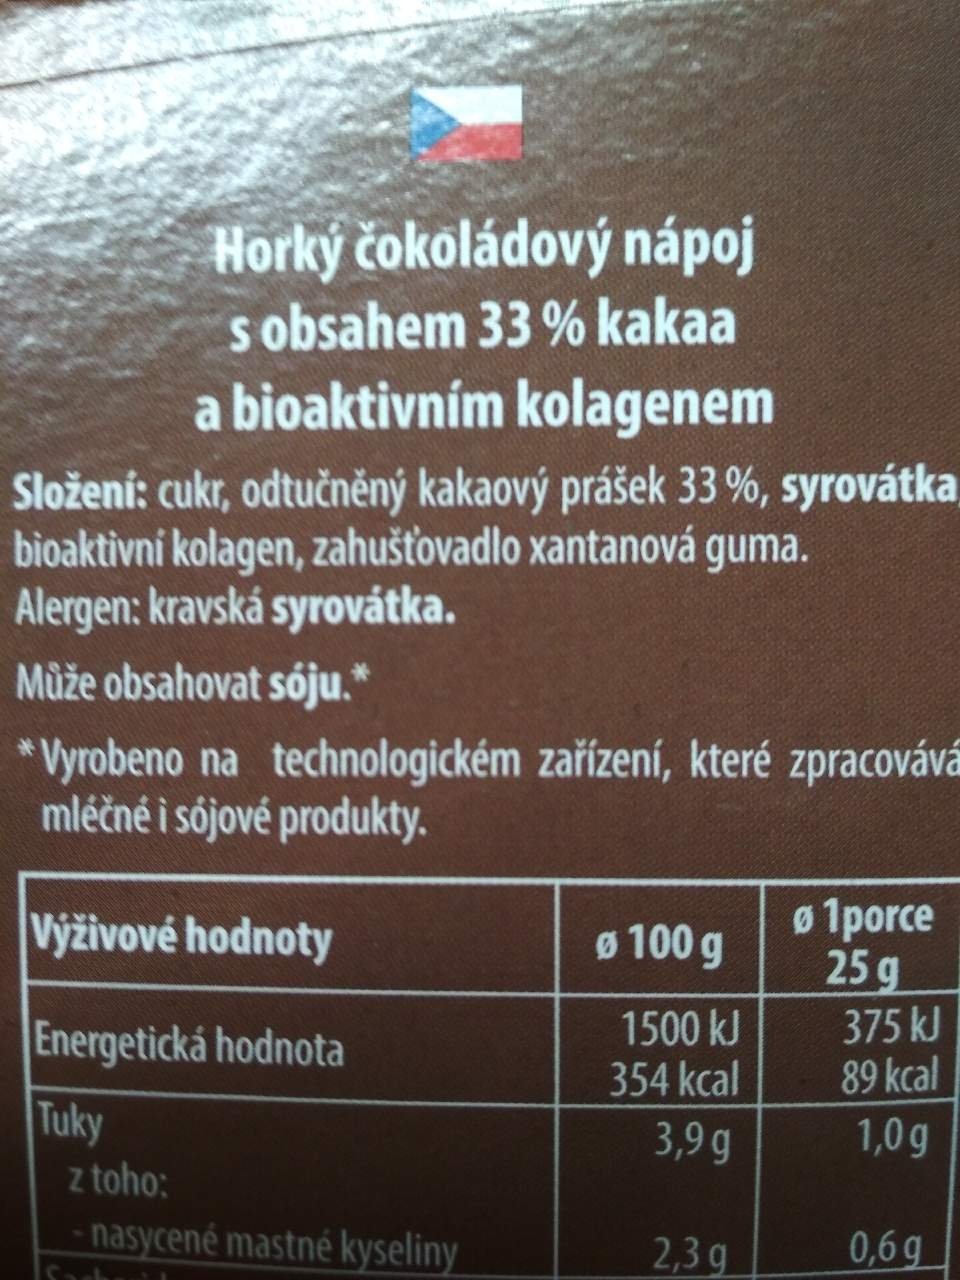 Horký čokoládový nápoj
s obsahem 33 % kakaa
a bioaktivním kolagenem
Složení: cukr, odtučněný kakaový prášek 33 %, syrovátka,
bioaktivní kolagen, zahušťovadlo xantanová guma.
Alergen: kravská syrovátka.
Může obsahovat sóju.*
* Vyrobeno na technologickém zařízení, které zpracovává
mléčné i sójové produkty.
Výživové hodnoty ø 100 g ø 1porce 25 g
Energetická hodnota 1500 kJ 375 kJ
354 kcal 89 kcal
Tuky 3,9 g 1,0 g
z toho:
- nasycené mastné kyseliny 2,3 g 0,6 g